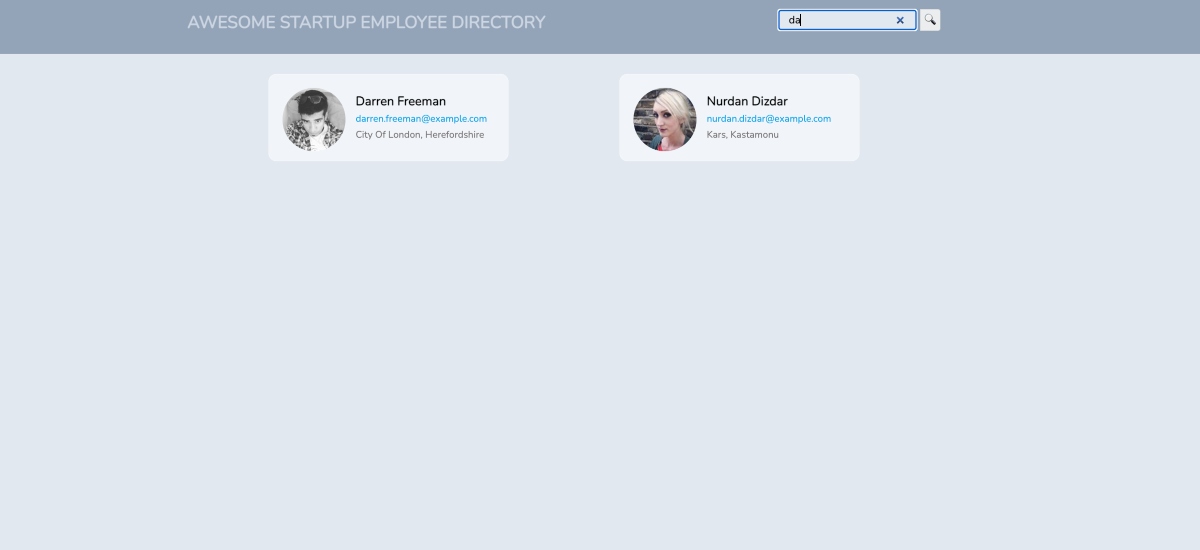 AWESOME STARTUP EMPLOYEE DIRECTORY
da
Darren Freeman
darren.freeman@example.com
City Of London, Herefordshire
Nurdan Dizdar
nurdan.dizdar@example.com
Kars, Kastamonu